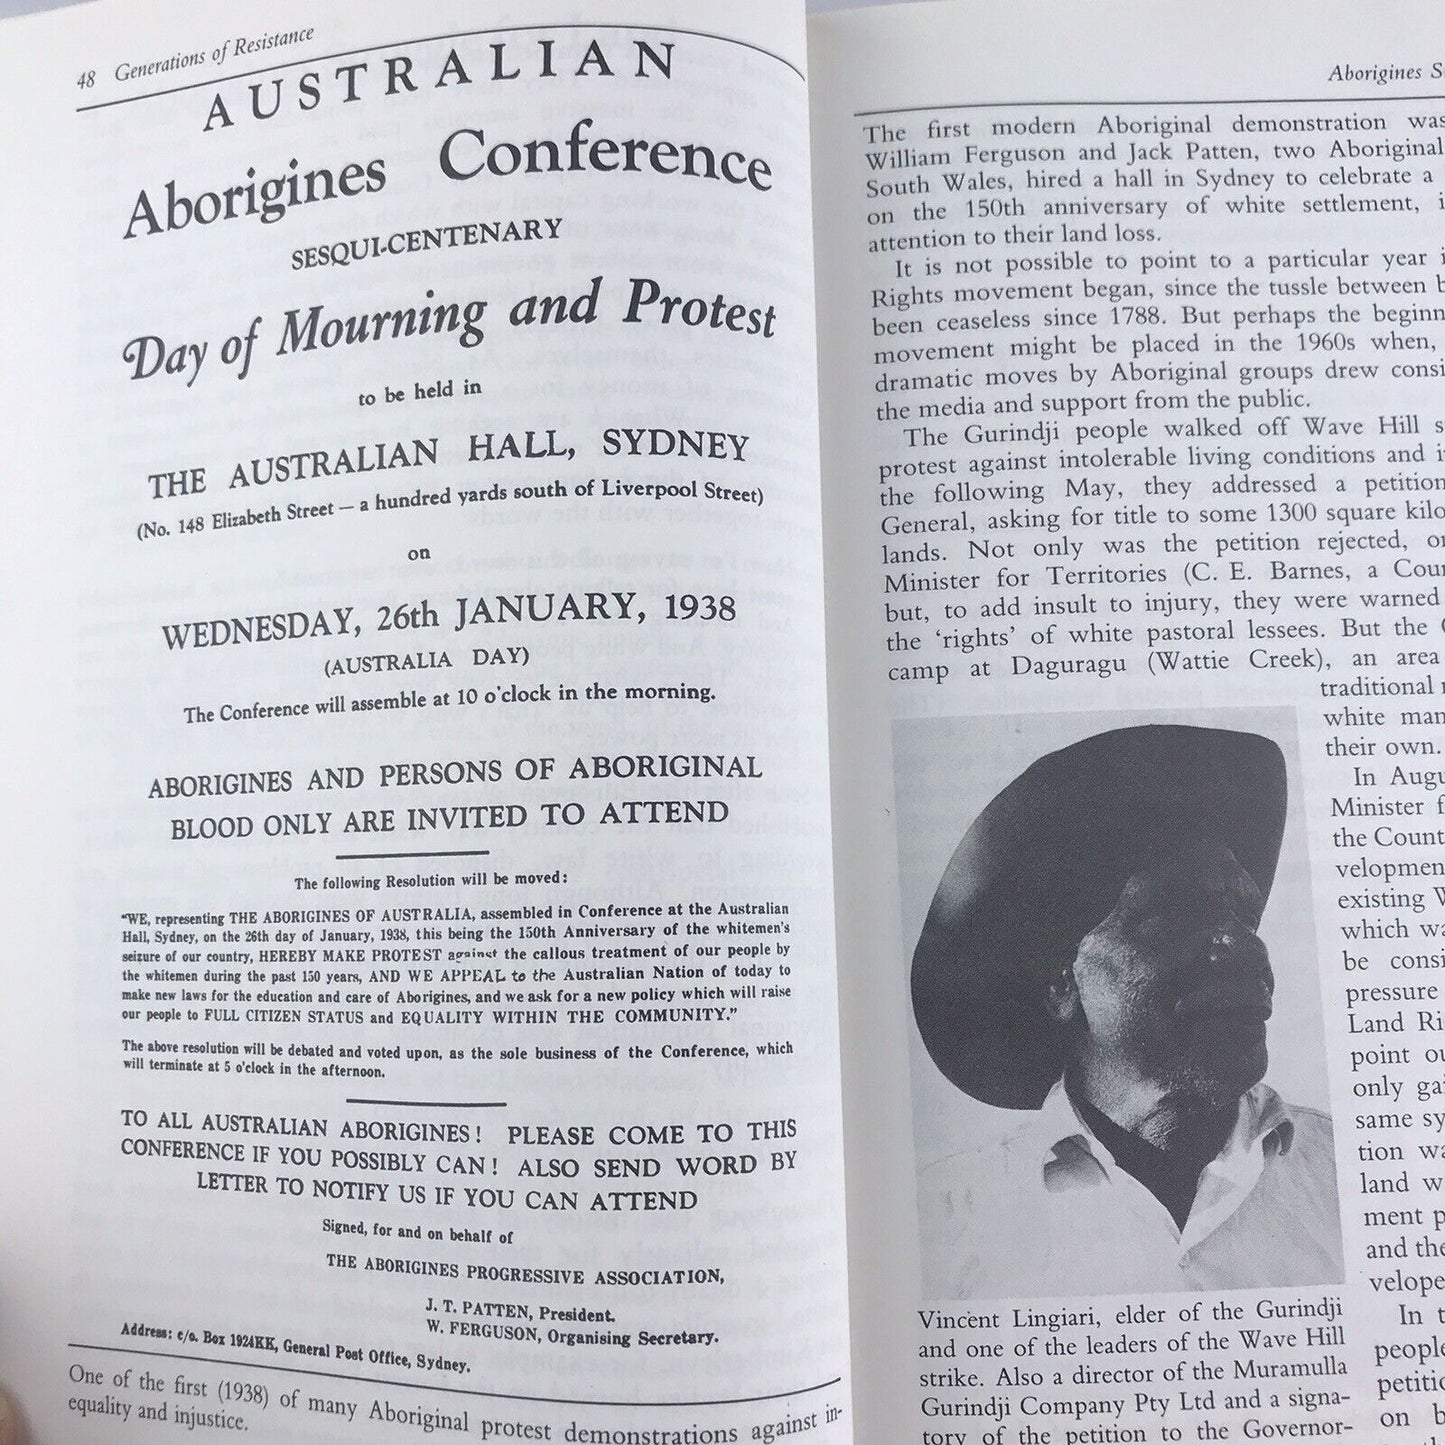 48 Generations of Resistance
AUSTRALIAN
Aborigines Conference
SESQUI-CENTENARY
Day of Mourning and Protest
to be held in
THE AUSTRALIAN HALL, SYDNEY
(No. 148 Elizabeth Street — a hundred yards south of Liverpool Street)
on
WEDNESDAY, 26th JANUARY, 1938
(AUSTRALIA DAY)
The Conference will assemble at 10 o'clock in the morning.
ABORIGINES AND PERSONS OF ABORIGINAL
BLOOD ONLY ARE INVITED TO ATTEND
The following Resolution will be moved:
"WE, representing THE ABORIGINES OF AUSTRALIA, assembled in Conference at the Australian
Hall, Sydney, on the 26th day of January, 1938, this being the 150th Anniversary of the whitemen's
seizure of our country, HEREBY MAKE PROTEST against the callous treatment of our people by
the whitemen during the past 150 years, AND WE APPEAL to the Australian Nation of today to
make new laws for the education and care of Aborigines, and we ask for a new policy which will raise
our people to FULL CITIZEN STATUS and EQUALITY WITHIN THE COMMUNITY."
The above resolution will be debated and voted upon, as the sole business of the Conference, which
will terminate at 5 o'clock in the afternoon.
TO ALL AUSTRALIAN ABORIGINES! PLEASE COME TO THIS
CONFERENCE IF YOU POSSIBLY CAN! ALSO SEND WORD BY
LETTER TO NOTIFY US IF YOU CAN ATTEND
Signed, for and on behalf of
THE ABORIGINES PROGRESSIVE ASSOCIATION,
J. T. PATTEN, President.
W. FERGUSON, Organising Secretary.
Address: c/o. Box 1924KK, General Post Office, Sydney.
One of the first (1938) of many Aboriginal protest demonstrations against in-
equality and injustice.
Aborigines S
The first modern Aboriginal demonstration was
William Ferguson and Jack Patten, two Aboriginal
South Wales, hired a hall in Sydney to celebrate a
on the 150th anniversary of white settlement, i
attention to their land loss.
It is not possible to point to a particular year i
Rights movement began, since the tussle between b
been ceaseless since 1788. But perhaps the beginn
movement might be placed in the 1960s when,
dramatic moves by Aboriginal groups drew consi
the media and support from the public.
The Gurindji people walked off Wave Hill s
protest against intolerable living conditions and i
the following May, they addressed a petition
General, asking for title to some 1300 square kilo
lands. Not only was the petition rejected, o
Minister for Territories (C. E. Barnes, a Cou
but, to add insult to injury, they were warned
the 'rights' of white pastoral lessees. But the
camp at Daguragu (Wattie Creek), an area
traditional
white man
their own.
In Augu
Minister f
the Count
velopmen
existing W
which wa
be consi
pressure
Land Ri
point ou
only gai
same sy
tion wa
land w
ment p
and the
velope
In t
people
petitio
on b
Vincent Lingiari, elder of the Gurindji
and one of the leaders of the Wave Hill
strike. Also a director of the Muramulla
Gurindji Company Pty Ltd and a signa-
tory of the petition to the Governor-